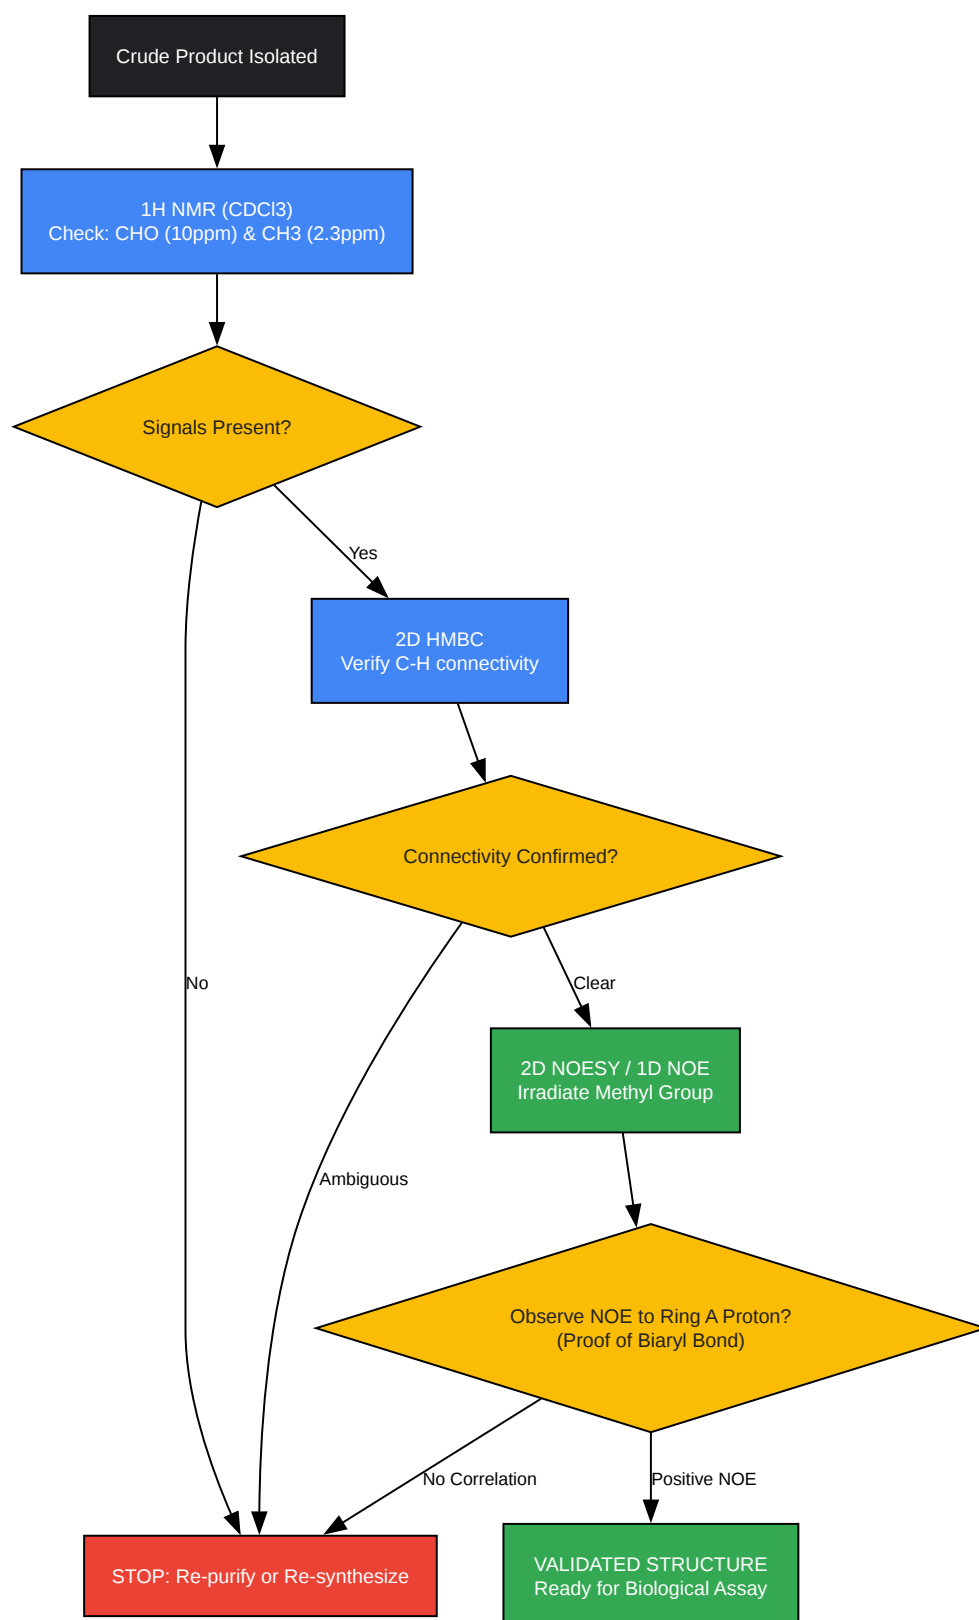 Crude Product Isolated
1H NMR (CDCl3)
Check: CHO (10ppm) & CH3 (2.3ppm)
Signals Present?
Yes
2D HMBC
Verify C-H connectivity
Connectivity Confirmed?
No
Clear
2D NOESY / 1D NOE
Irradiate Methyl Group
Ambiguous
Observe NOE to Ring A Proton?
(Proof of Biaryl Bond)
No Correlation
Positive NOE
STOP: Re-purify or Re-synthesize
VALIDATED STRUCTURE
Ready for Biological Assay